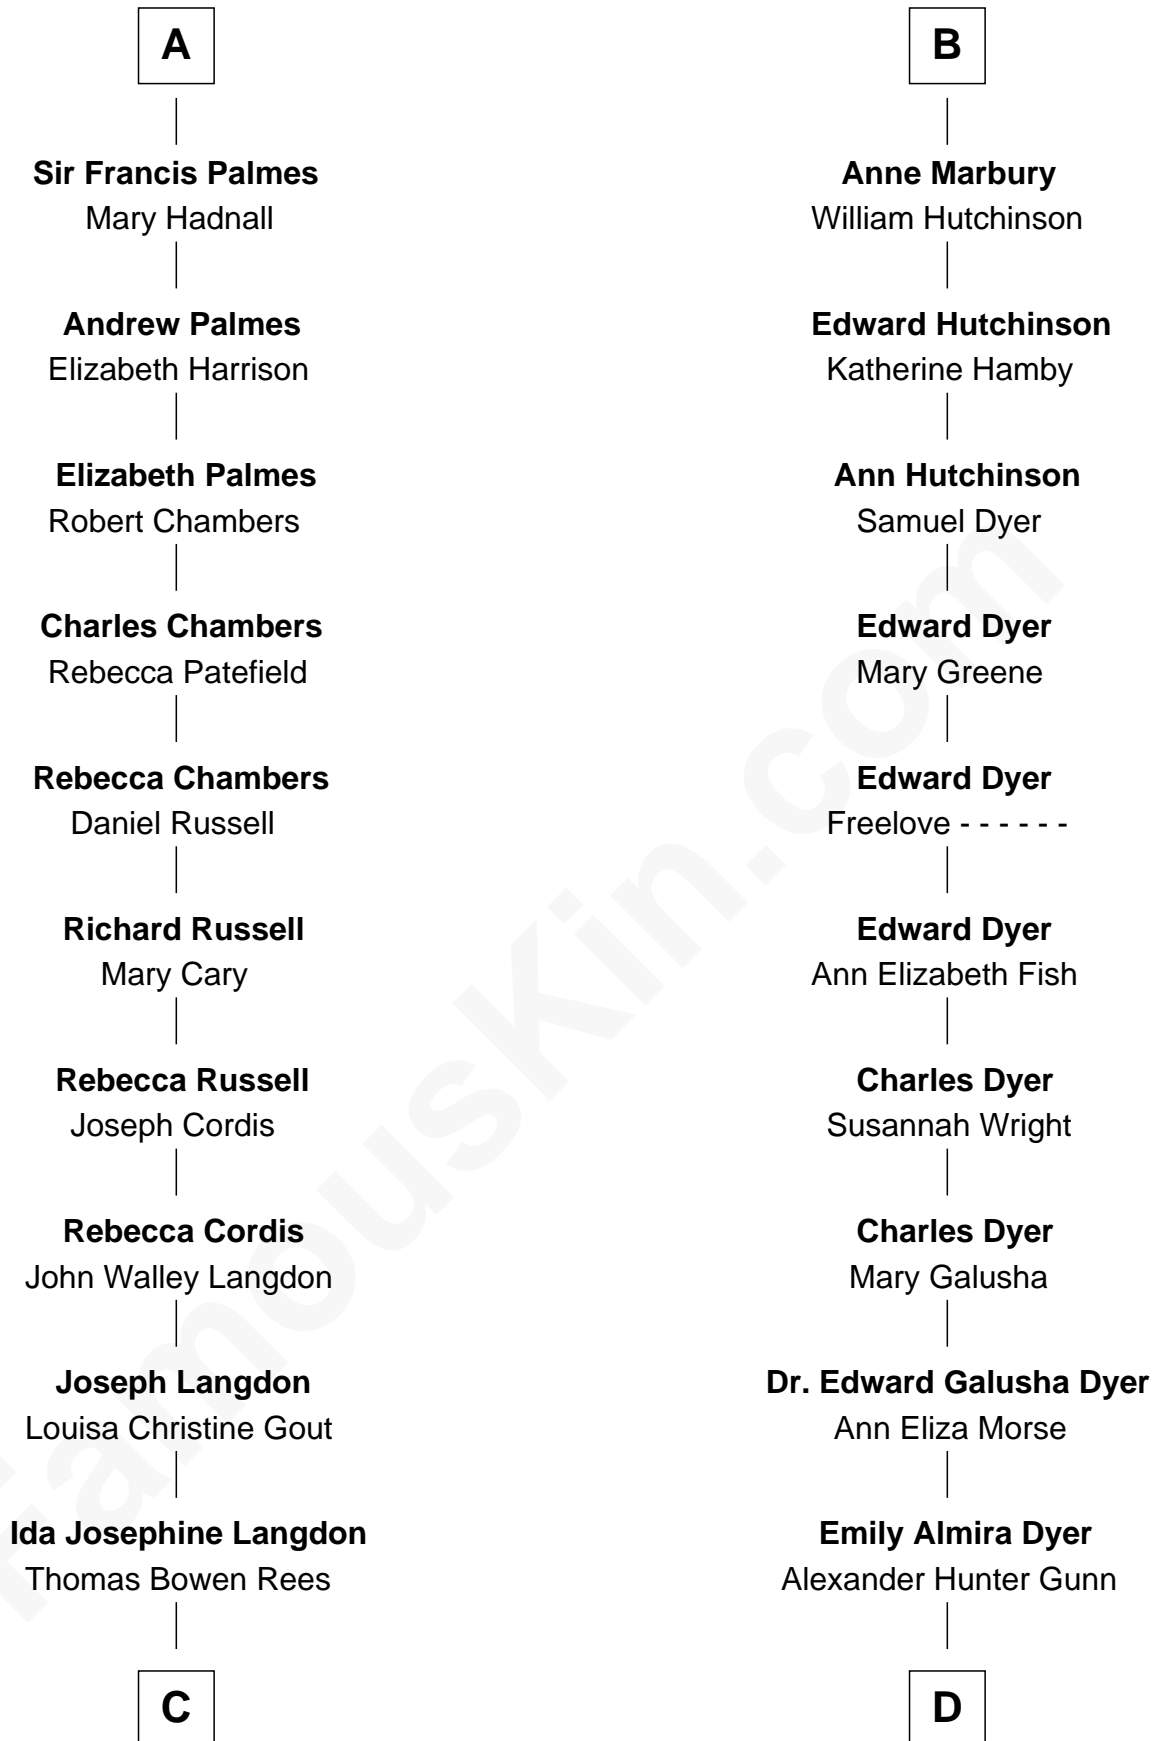 A
Sir Francis Palmes
Mary Hadnall
Andrew Palmes
Elizabeth Harrison
Elizabeth Palmes
Robert Chambers
Charles Chambers
Rebecca Patefield
Rebecca Chambers
Daniel Russell
Richard Russell
Mary Cary
Rebecca Russell
Joseph Cordis
Rebecca Cordis
John Walley Langdon
Joseph Langdon
Louisa Christine Gout
Ida Josephine Langdon
Thomas Bowen Rees
C
B
Anne Marbury
William Hutchinson
Edward Hutchinson
Katherine Hamby
Ann Hutchinson
Samuel Dyer
Edward Dyer
Mary Greene
Edward Dyer
Freelove - - - - - -
Edward Dyer
Ann Elizabeth Fish
Charles Dyer
Susannah Wright
Charles Dyer
Mary Galusha
Dr. Edward Galusha Dyer
Ann Eliza Morse
Emily Almira Dyer
Alexander Hunter Gunn
D
famousKin.com